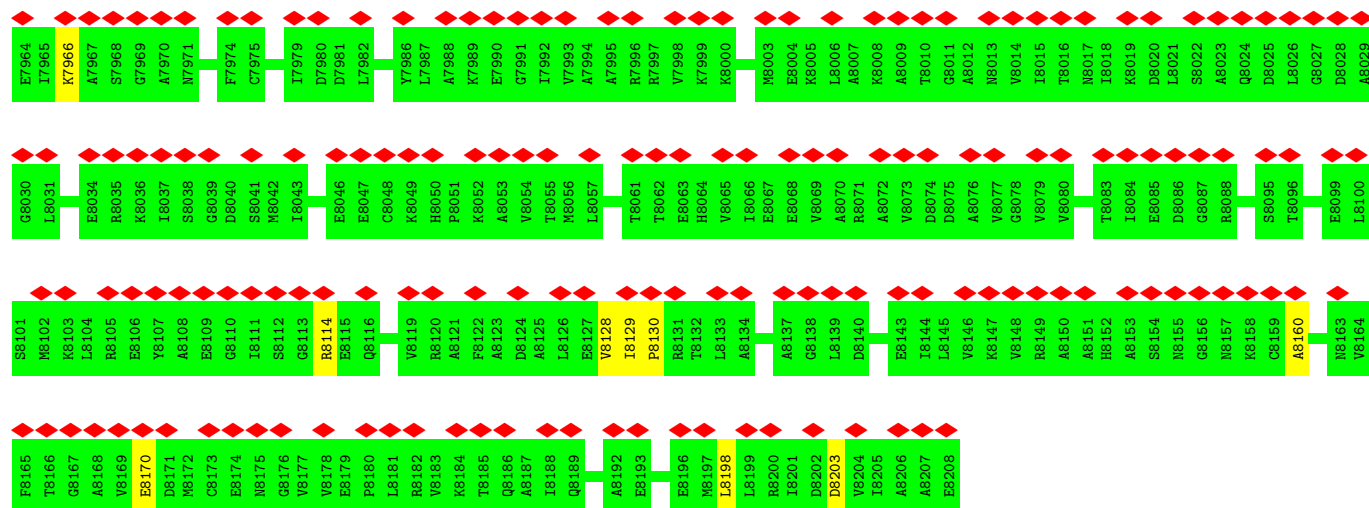 E7964 I7965 K7966 A7967 S7968 G7969 A7970 N7971 F7974 C7975 I7979 D7980 D7981 L7982 Y7986 L7987 A7988 K7989 E7990 G7991 I7992 V7993 A7994 A7995 R7996 R7997 V7998 K7999 K8000 M8003 E8004 K8005 L8006 A8007 K8008 A8009 T8010 G8011 A8012 N8013 V8014 I8015 T8016 N8017 I8018 K8019 D8020 L8021 S8022 A8023 Q8024 D8025 L8026 G8027 D8028 A8029
G8030 L8031 E8034 R8035 K8036 I8037 S8038 G8039 D8040 S8041 M8042 I8043 E8046 E8047 C8048 K8049 H8050 P8051 K8052 A8053 V8054 T8055 M8056 L8057 T8061 T8062 E8063 H8064 V8065 I8066 E8067 E8068 V8069 A8070 R8071 A8072 V8073 D8074 D8075 A8076 V8077 G8078 V8079 V8080 T8083 I8084 E8085 D8086 G8087 R8088 S8095 T8096 E8099 L8100
S8101 M8102 K8103 L8104 R8105 E8106 Y8107 A8108 E8109 G8110 I8111 S8112 G8113 R8114 E8115 Q8116 V8119 R8120 A8121 F8122 A8123 D8124 A8125 L8126 E8127 V8128 I8129 P8130 R8131 T8132 L8133 A8134 A8137 G8138 L8139 D8140 E8143 I8144 L8145 V8146 K8147 V8148 R8149 A8150 A8151 H8152 A8153 S8154 N8155 G8156 N8157 K8158 C8159 A8160 N8163 V8164
F8165 T8166 G8167 A8168 V8169 E8170 D8171 M8172 C8173 E8174 N8175 G8176 V8177 V8178 E8179 P8180 L8181 R8182 V8183 K8184 T8185 Q8186 A8187 I8188 Q8189 A8192 E8193 E8196 M8197 L8198 L8199 R8200 I8201 D8202 D8203 V8204 I8205 A8206 A8207 E8208